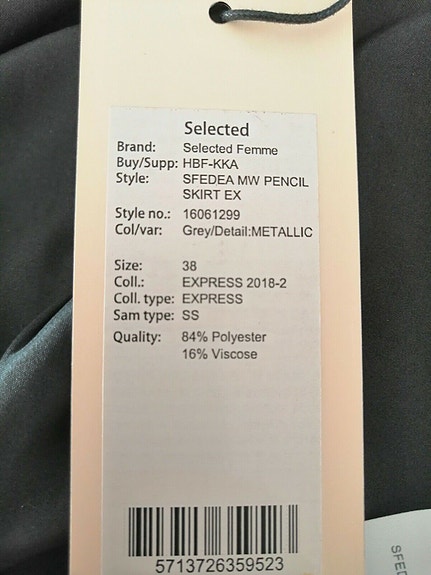 Selected
Brand: Selected Femme
Buy/Supp: HBF-KKA
Style: SFEDEA MW PENCIL
SKIRT EX
Style no.: 16061299
Col/var: Grey/Detail:METALLIC
Size: 38
Coll.: EXPRESS 2018-2
Coll. type: EXPRESS
Sam type: SS
Quality: 84% Polyester
16% Viscose
5713726359523
SFED